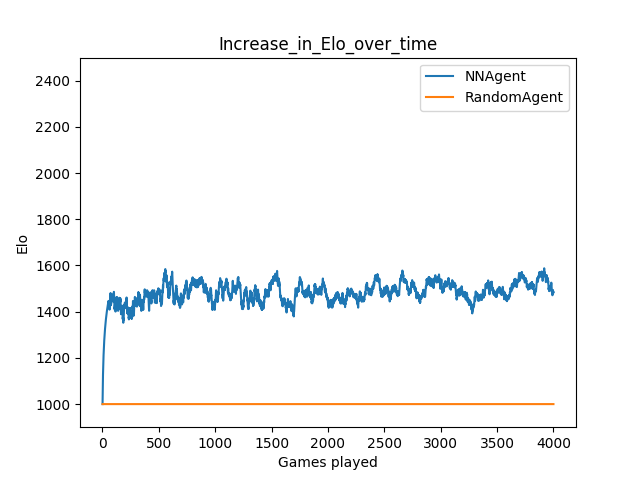 Increase_in_Elo_over_time
NNAgent
RandomAgent
2400
2200
2000
1800
1600
1400
1200
1000
Elo
0 500 1000 1500 2000 2500 3000 3500 4000
Games played